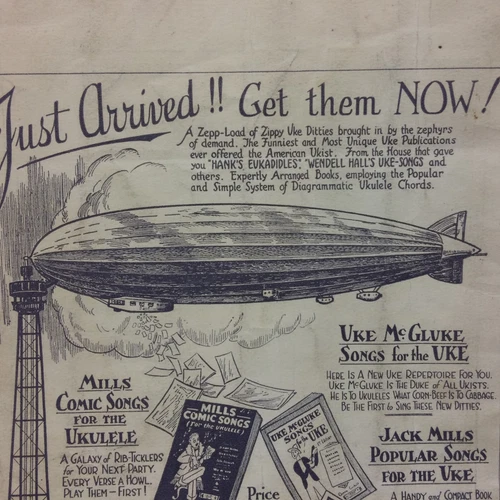 Just Arrived!! Get them NOW!
A Zepp-Load of Zippy Uke Ditties brought in by the zephyrs
of demand. The Funniest and Most Unique Uke Publications
ever offered the American Ukist. From the House that gave
you "HANK'S EUKADIDLES", "WENDELL HALL'S UKE-SONGS" and
others. Expertly Arranged Books, employing the Popular
and Simple System of Diagrammatic Ukulele Chords.
UKE McGLUKE
SONGS for the UKE
HERE IS A NEW UKE REPERTOIRE FOR YOU.
UKE McGLUKE IS THE DUKE OF ALL UKISTS.
HE IS TO UKULELES WHAT CORN-BEEF IS TO CABBAGE.
BE THE FIRST to SING THESE NEW DITTIES.
MILLS
COMIC SONGS
FOR THE
UKULELE
A GALAXY OF RIB-TICKLERS
for YOUR NEXT PARTY.
EVERY VERSE A HOWL.
PLAY THEM - FIRST!
MILLS
COMIC SONGS
(For the UKULELE)
UKE McGLUKE
SONGS
for the UKE
Price
JACK MILLS
POPULAR SONGS
FOR THE UKE
A HANDY and COMPACT BOOK